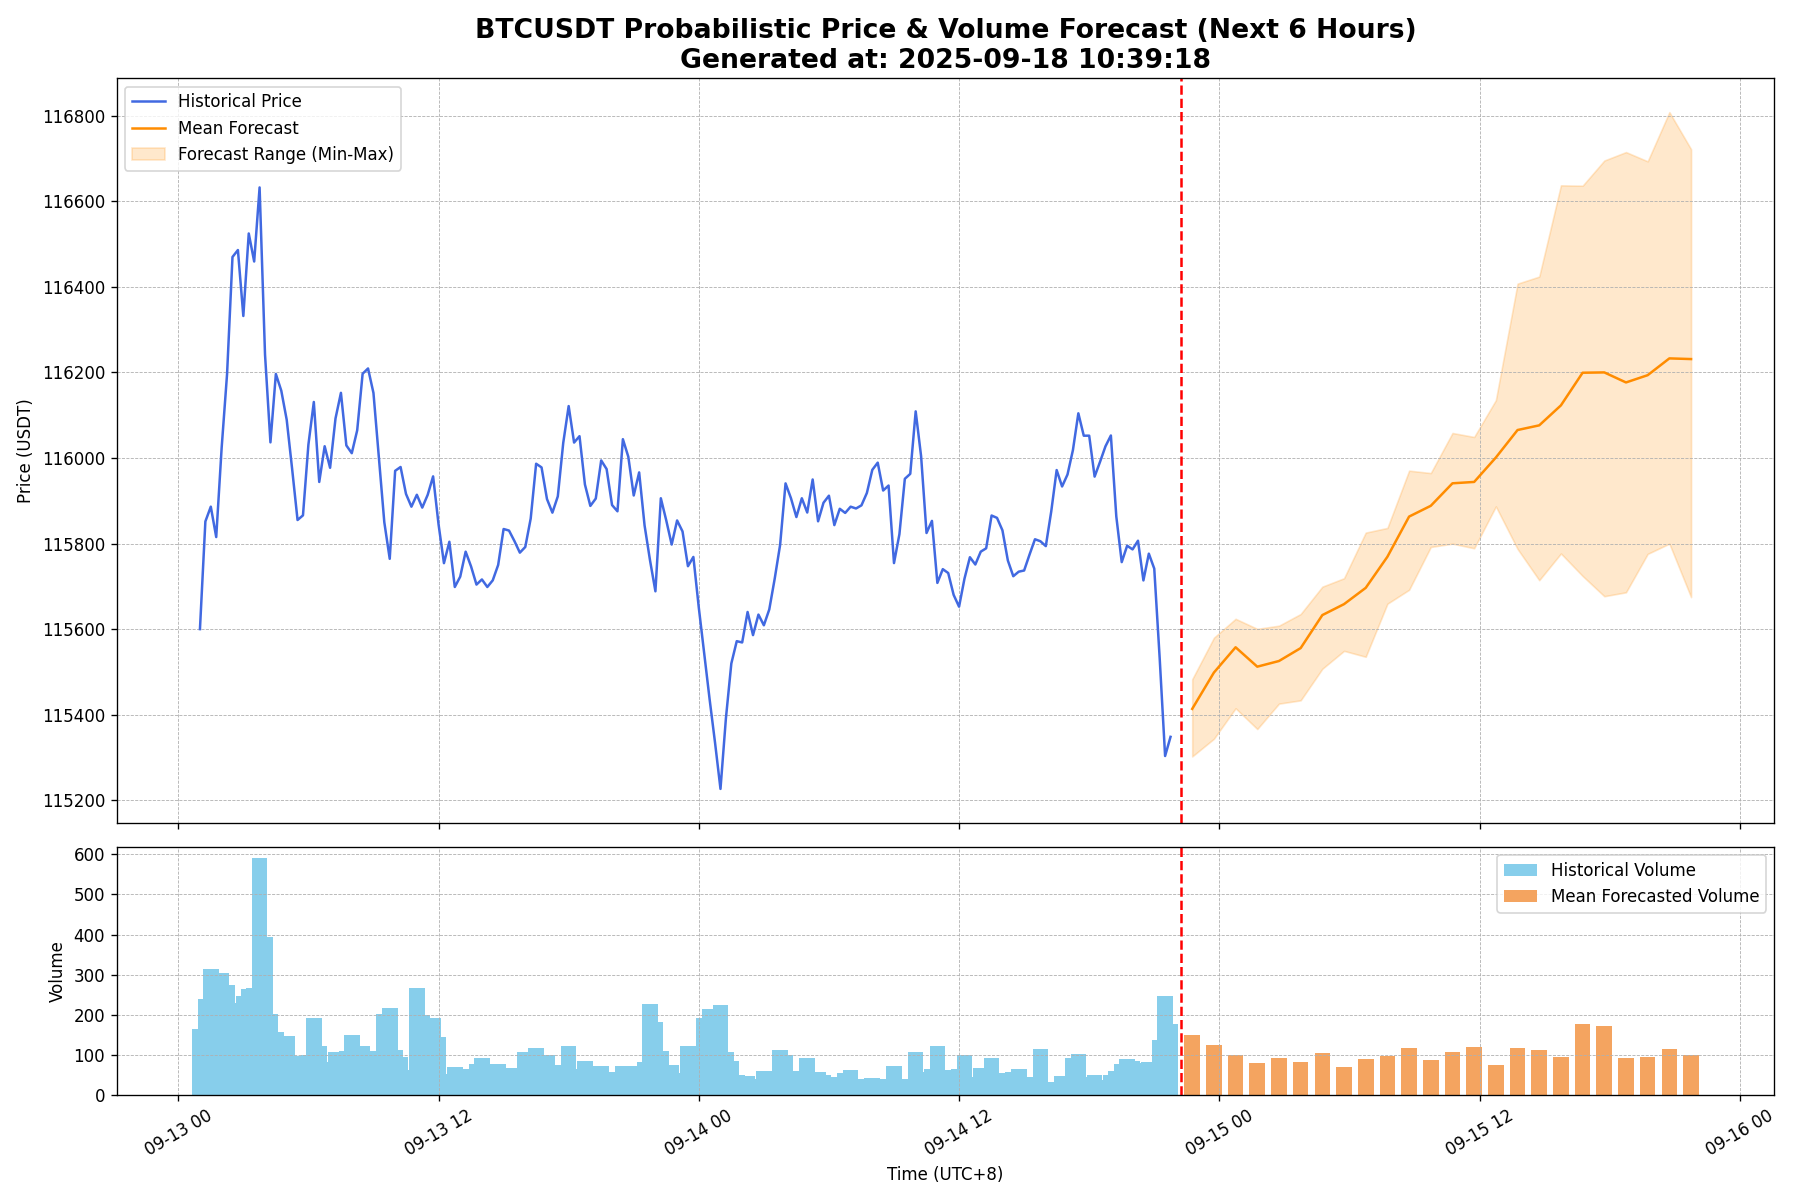 BTCUSDT Probabilistic Price & Volume Forecast (Next 6 Hours)
Generated at: 2025-09-18 10:39:18
Historical Price
Mean Forecast
Forecast Range (Min-Max)
116800
116600
116400
116200
116000
115800
115600
115400
115200
Price (USDT)
Historical Volume
Mean Forecasted Volume
600
500
400
300
200
100
0
Volume
09-13 00
09-13 12
09-14 00
09-14 12
09-15 00
09-15 12
09-16 00
Time (UTC+8)